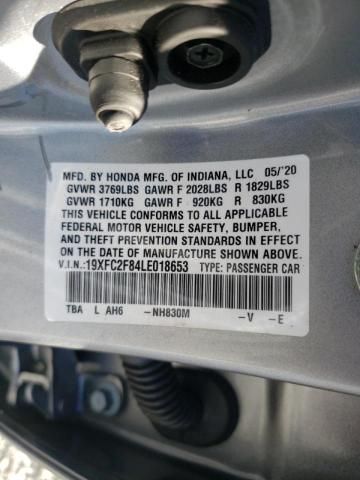 MFD. BY HONDA MFG. OF INDIANA, LLC 05/'20
GVWR 3769LBS GAWR F 2028LBS R 1829LBS
GVWR 1710KG GAWR F 920KG R 830KG
THIS VEHICLE CONFORMS TO ALL APPLICABLE
FEDERAL MOTOR VEHICLE SAFETY, BUMPER,
AND THEFT PREVENTION STANDARDS IN EFFECT
ON THE DATE OF MANUFACTURE SHOWN ABOVE.
V.I.N.: 19XFC2F84LE018653 TYPE: PASSENGER CAR
TBA L AH6 -NH830M -V -E